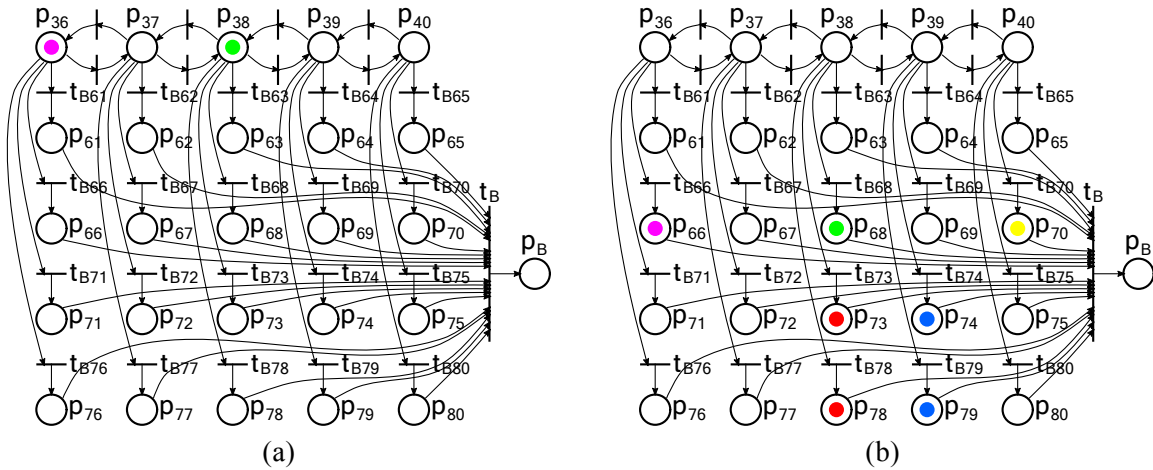 p36 p37 p38 p39 p40 p36 p37 p38 p39 p40
tB61 tB62 tB63 tB64 tB65 tB61 tB62 tB63 tB64 tB65
p61 p62 p63 p64 p65 p61 p62 p63 p64 p65
tB66 tB67 tB68 tB69 tB70 tB tB66 tB67 tB68 tB69 tB70 tB
p66 p67 p68 p69 p70 pB p66 p67 p68 p69 p70 pB
tB71 tB72 tB73 tB74 tB75 tB71 tB72 tB73 tB74 tB75
p71 p72 p73 p74 p75 p71 p72 p73 p74 p75
tB76 tB77 tB78 tB79 tB80 tB76 tB77 tB78 tB79 tB80
p76 p77 p78 p79 p80 p76 p77 p78 p79 p80
(a) (b)